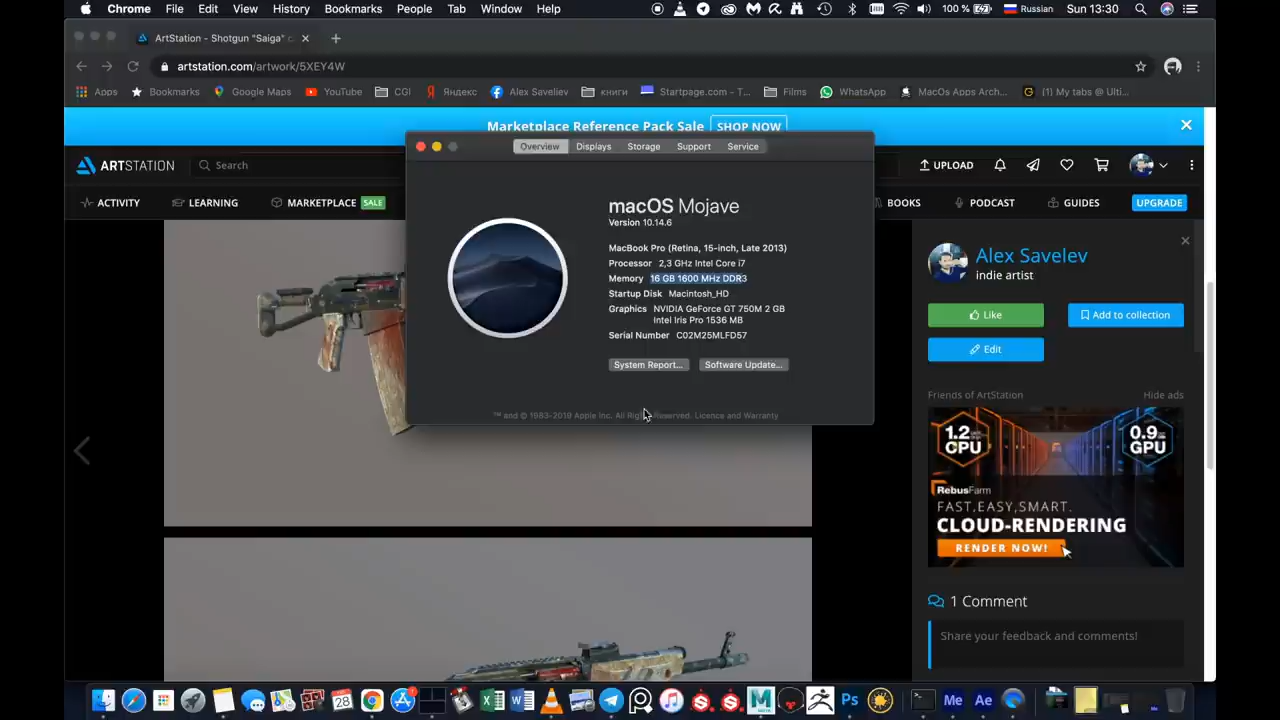 Chrome File Edit View History Bookmarks People Tab Window Help 100 % Russian Sun 13:30
ArtStation - Shotgun "Saiga" c
artstation.com/artwork/5XEY4W
Apps Bookmarks Google Maps YouTube CGI Яндекс Alex Saveliev книги Startpage.com - T... Films WhatsApp MacOS Apps Arch... (1) My tabs @ Ulti...
Marketplace Reference Pack Sale SHOP NOW
ARTSTATION Search UPLOAD
ACTIVITY LEARNING MARKETPLACE SALE BOOKS PODCAST GUIDES UPGRADE
Overview Displays Storage Support Service
macOS Mojave
Version 10.14.6
MacBook Pro (Retina, 15-inch, Late 2013)
Processor 2,3 GHz Intel Core i7
Memory 16 GB 1600 MHz DDR3
Startup Disk Macintosh_HD
Graphics NVIDIA GeForce GT 750M 2 GB
Intel Iris Pro 1536 MB
Serial Number C02M25MLFD57
System Report... Software Update...
™ and © 1983-2019 Apple Inc. All Rights Reserved. Licence and Warranty
Alex Savelev
indie artist
Like Add to collection
Edit
Friends of ArtStation Hide ads
1.2 CPU 0.9 GPU
RebusFarm
FAST.EASY,SMART.
CLOUD-RENDERING
RENDER NOW!
1 Comment
Share your feedback and comments!
28 Ps Me Ae